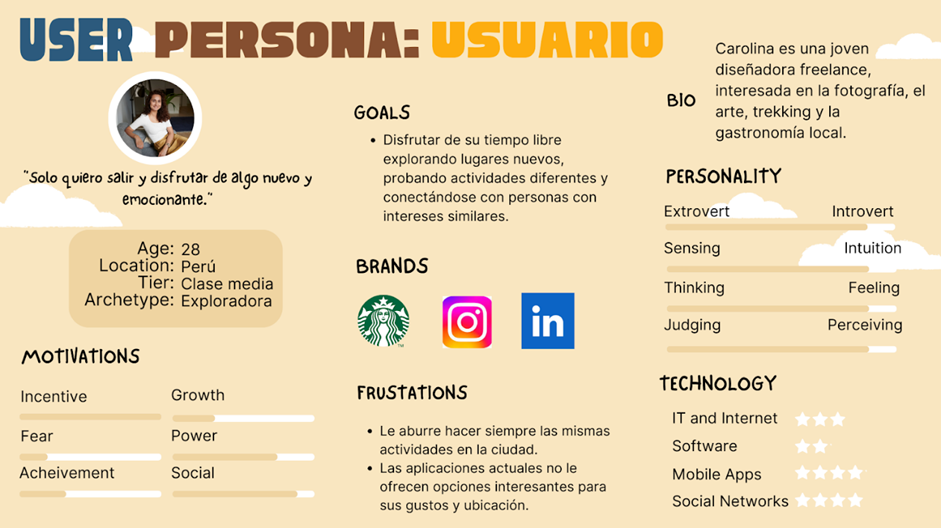 USER PERSONA: USUARIO
"Solo quiero salir y disfrutar de algo nuevo y
emocionante."
Age: 28
Location: Perú
Tier: Clase media
Archetype: Exploradora
MOTIVATIONS
Incentive
Growth
Fear
Power
Acheivement
Social
GOALS
• Disfrutar de su tiempo libre
explorando lugares nuevos,
probando actividades diferentes y
conectándose con personas con
intereses similares.
BRANDS
in
FRUSTATIONS
• Le aburre hacer siempre las mismas
actividades en la ciudad.
• Las aplicaciones actuales no le
ofrecen opciones interesantes para
sus gustos y ubicación.
BIO
Carolina es una joven
diseñadora freelance,
interesada en la fotografía, el
arte, trekking y la
gastronomía local.
PERSONALITY
Extrovert Introvert
Sensing Intuition
Thinking Feeling
Judging Perceiving
TECHNOLOGY
IT and Internet
Software
Mobile Apps
Social Networks